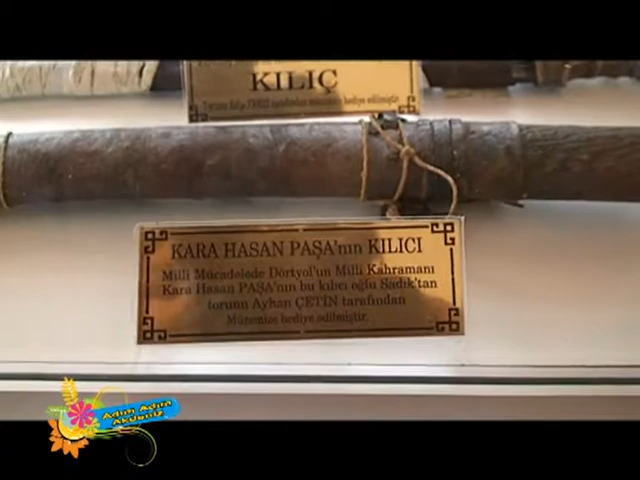 KILIÇ
KARA HASAN PAŞA'nın KILICI
Milli Mücadelede Dörtyol'un Milli Kahramanı
Kara Hasan PAŞA'nın bu kılıcı oğlu Sadık'tan
torunu Ayhan ÇETİN tarafından
Müzemize hediye edilmiştir.
Adım Adım
Akdeniz